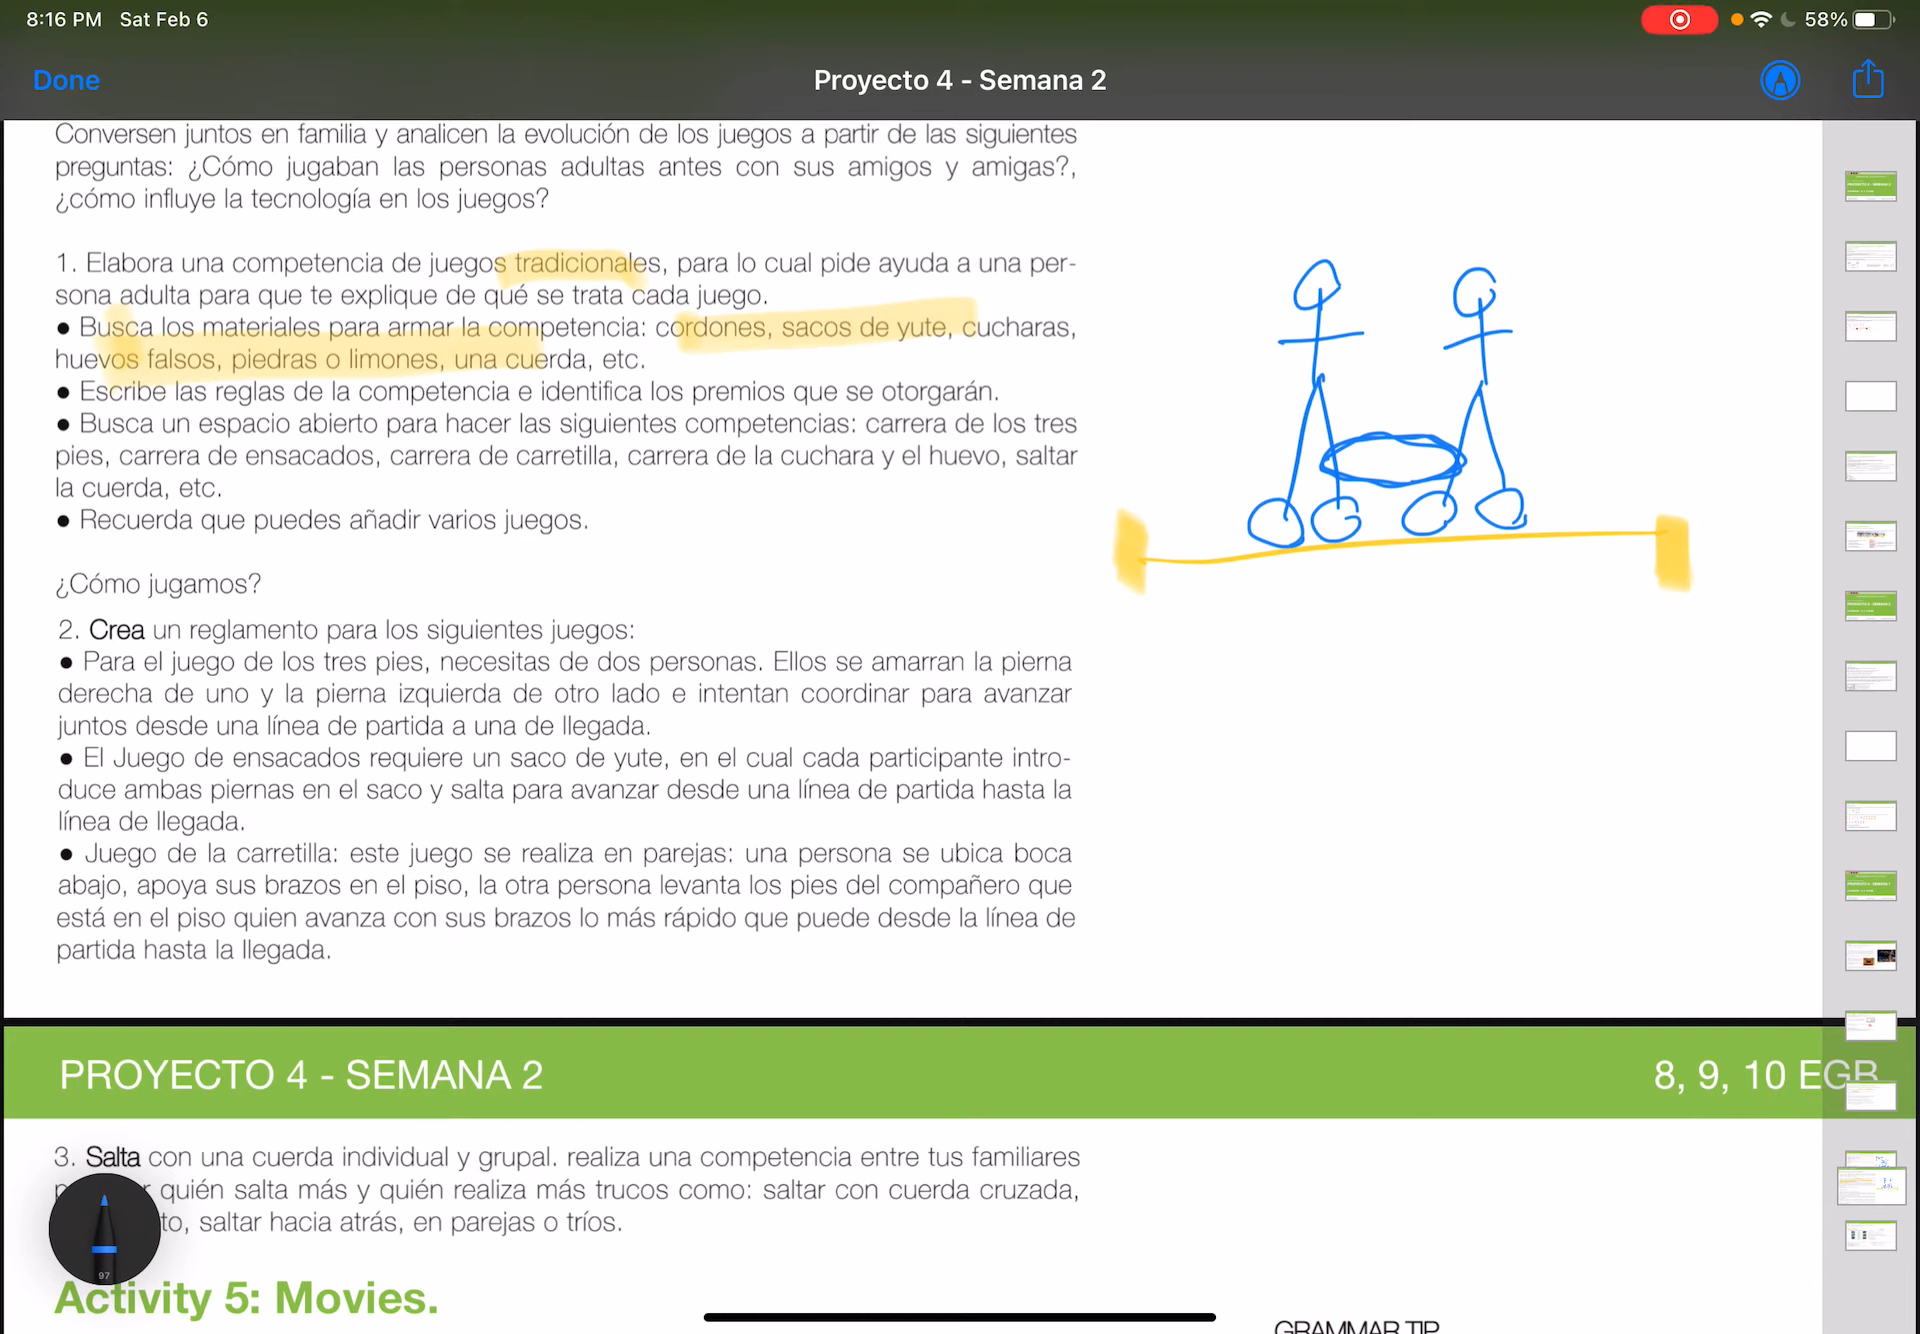 8:16 PM Sat Feb 6
58%
Done
Proyecto 4 - Semana 2
Conversen juntos en familia y analicen la evolución de los juegos a partir de las siguientes
preguntas: ¿Cómo jugaban las personas adultas antes con sus amigos y amigas?,
¿cómo influye la tecnología en los juegos?
1. Elabora una competencia de juegos tradicionales, para lo cual pide ayuda a una per-
sona adulta para que te explique de qué se trata cada juego.
● Busca los materiales para armar la competencia: cordones, sacos de yute, cucharas,
huevos falsos, piedras o limones, una cuerda, etc.
● Escribe las reglas de la competencia e identifica los premios que se otorgarán.
● Busca un espacio abierto para hacer las siguientes competencias: carrera de los tres
pies, carrera de ensacados, carrera de carretilla, carrera de la cuchara y el huevo, saltar
la cuerda, etc.
● Recuerda que puedes añadir varios juegos.
¿Cómo jugamos?
2. Crea un reglamento para los siguientes juegos:
● Para el juego de los tres pies, necesitas de dos personas. Ellos se amarran la pierna
derecha de uno y la pierna izquierda de otro lado e intentan coordinar para avanzar
juntos desde una línea de partida a una de llegada.
● El Juego de ensacados requiere un saco de yute, en el cual cada participante intro-
duce ambas piernas en el saco y salta para avanzar desde una línea de partida hasta la
línea de llegada.
● Juego de la carretilla: este juego se realiza en parejas: una persona se ubica boca
abajo, apoya sus brazos en el piso, la otra persona levanta los pies del compañero que
está en el piso quien avanza con sus brazos lo más rápido que puede desde la línea de
partida hasta la llegada.
PROYECTO 4 - SEMANA 2
8, 9, 10 EGB
3. Salta con una cuerda individual y grupal. realiza una competencia entre tus familiares
quién salta más y quién realiza más trucos como: saltar con cuerda cruzada,
to, saltar hacia atrás, en parejas o tríos.
97
Activity 5: Movies.
GRAMMAR TIP